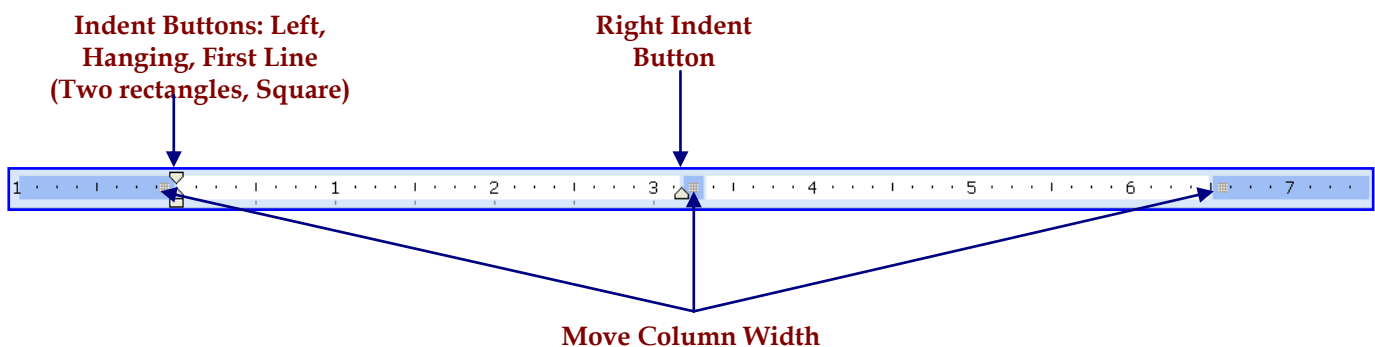 Indent Buttons: Left,
Hanging, First Line
(Two rectangles, Square)
Right Indent
Button
1 1 2 3 4 5 6 7
Move Column Width